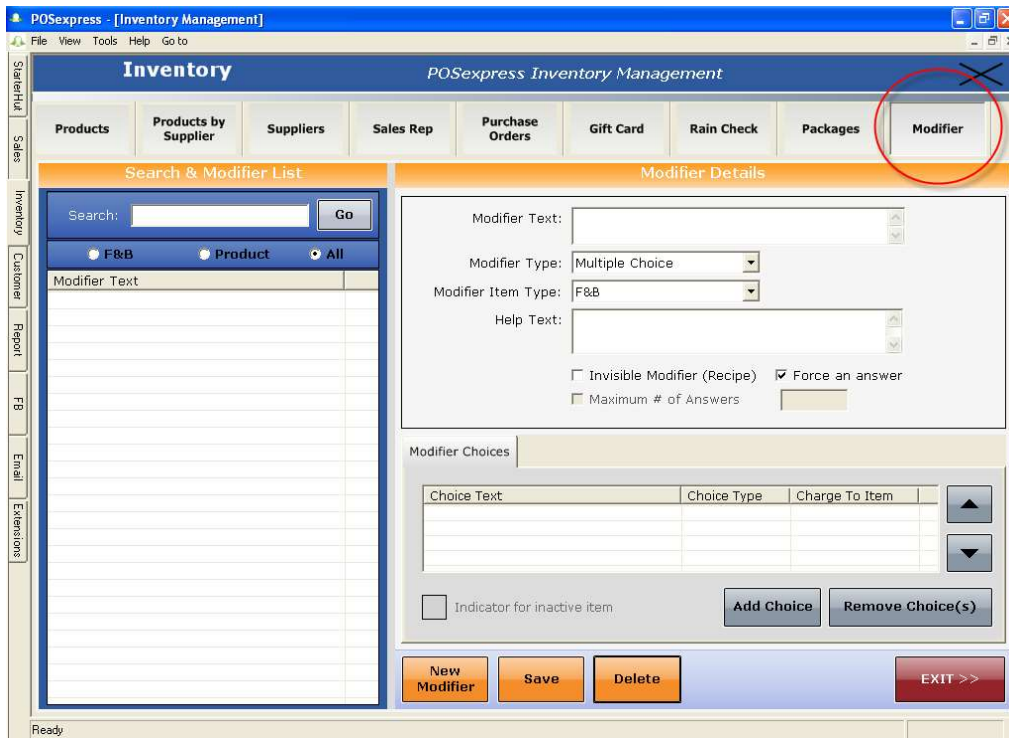 POSexpress - [Inventory Management]
File View Tools Help Go to
StarterHut
Sales
Inventory
Customer
Report
FB
Email
Extensions
Inventory
POSexpress Inventory Management
Products
Products by
Supplier
Suppliers
Sales Rep
Purchase
Orders
Gift Card
Rain Check
Packages
Modifier
Search & Modifier List
Search:
Go
F&B
Product
All
Modifier Text
Modifier Details
Modifier Text:
Modifier Type: Multiple Choice
Modifier Item Type: F&B
Help Text:
Invisible Modifier (Recipe)
Force an answer
Maximum # of Answers
Modifier Choices
Choice Text
Choice Type
Charge To Item
Indicator for inactive item
Add Choice
Remove Choice(s)
New
Modifier
Save
Delete
EXIT >>
Ready